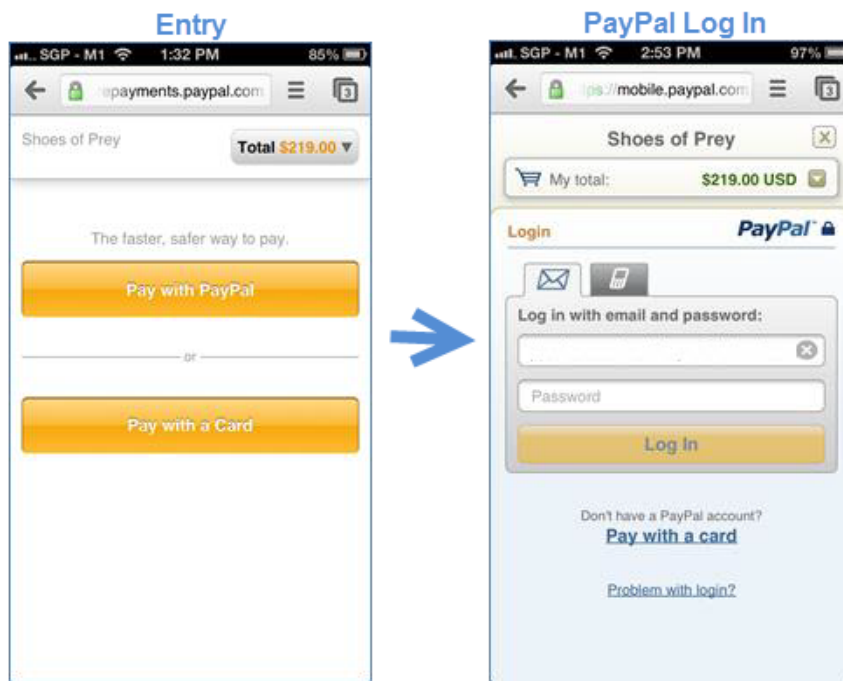 Entry
SGP - M1 1:32 PM 85%
epayments.paypal.com 3
Shoes of Prey
Total $219.00
The faster, safer way to pay.
Pay with PayPal
or
Pay with a Card
PayPal Log In
SGP - M1 2:53 PM 97%
ps://mobile.paypal.com 3
Shoes of Prey
My total: $219.00 USD
Login PayPal
Log in with email and password:
Password
Log In
Don't have a PayPal account?
Pay with a card
Problem with login?